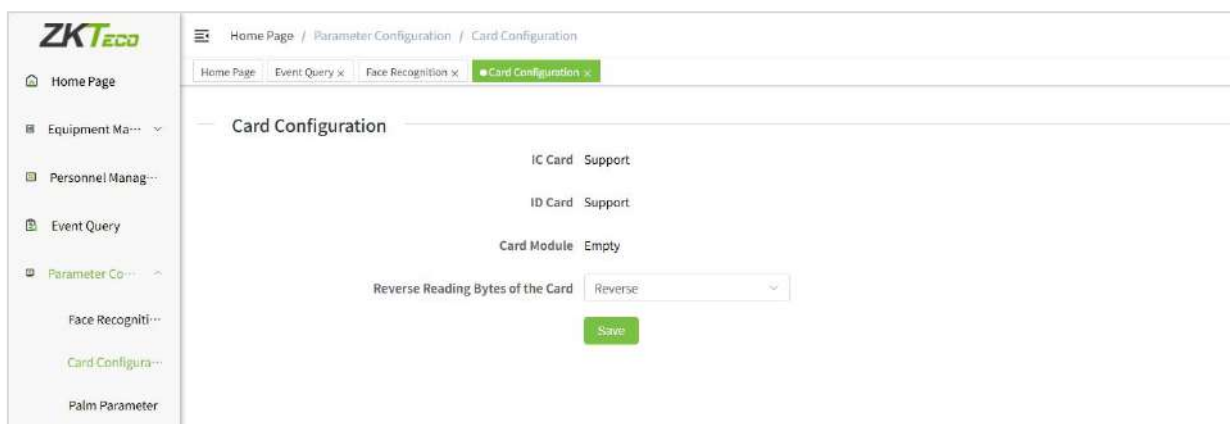 ZKTECO
Home Page / Parameter Configuration / Card Configuration
Home Page Event Query × Face Recognition × Card Configuration ×
Home Page
Equipment Ma···
Personnel Manag···
Event Query
Parameter Co···
Face Recogniti···
Card Configura···
Palm Parameter
Card Configuration
IC Card Support
ID Card Support
Card Module Empty
Reverse Reading Bytes of the Card Reverse
Save